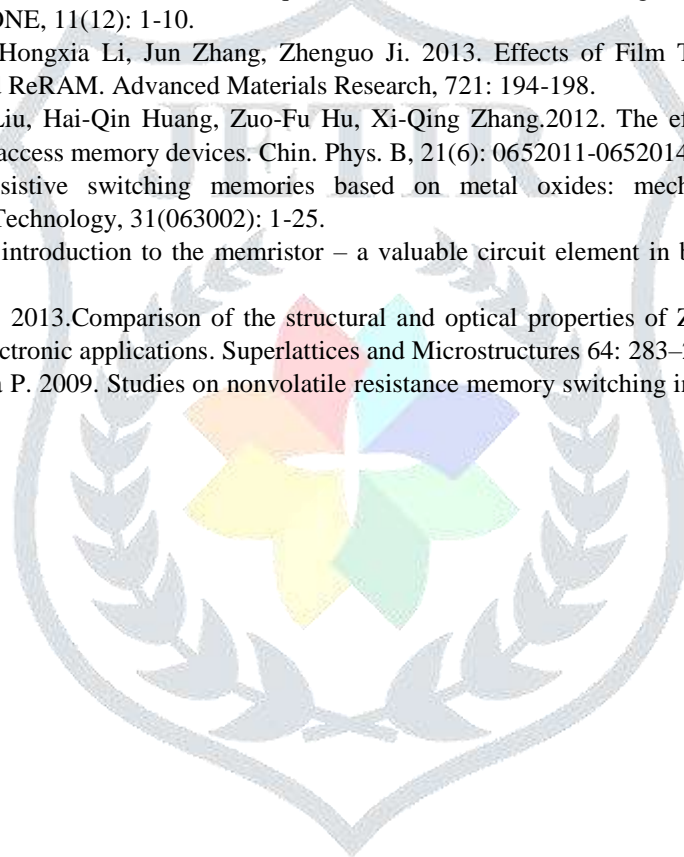 ONE, 11(12): 1-10.
Hongxia Li, Jun Zhang, Zhenguo Ji. 2013. Effects of Film
ReRAM. Advanced Materials Research, 721: 194-198.
Liu, Hai-Qin Huang, Zuo-Fu Hu, Xi-Qing Zhang.2012. The
access memory devices. Chin. Phys. B, 21(6): 0652011-0652014
sistive switching memories based on metal oxides:
Technology, 31(063002): 1-25.
introduction to the memristor – a valuable circuit element in
2013.Comparison of the structural and optical properties of
ctronic applications. Superlattices and Microstructures 64: 283–
P. 2009. Studies on nonvolatile resistance memory switching
JETIR